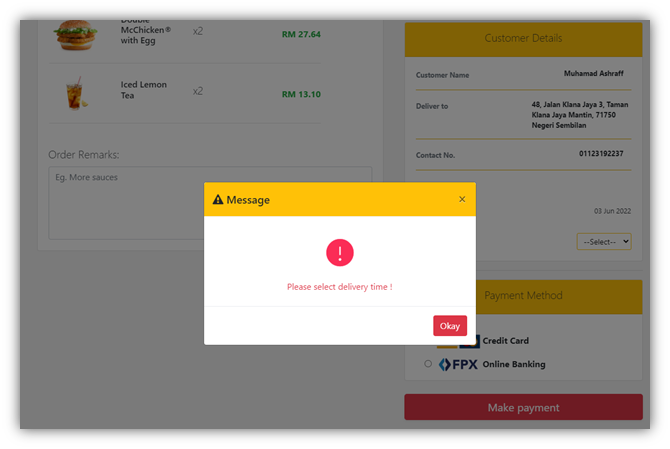 Double
McChicken®
with Egg
x2
RM 27.64
Iced Lemon
Tea
x2
RM 13.10
Order Remarks:
Eg. More sauces
Customer Details
Customer Name
Muhamad Ashraff
Deliver to
48, Jalan Klana Jaya 3, Taman
Klana Jaya Mantin, 71750
Negeri Sembilan
Contact No.
01123192237
03 Jun 2022
--Select--
Message
×
Please select delivery time !
Okay
Payment Method
Credit Card
FPX Online Banking
Make payment